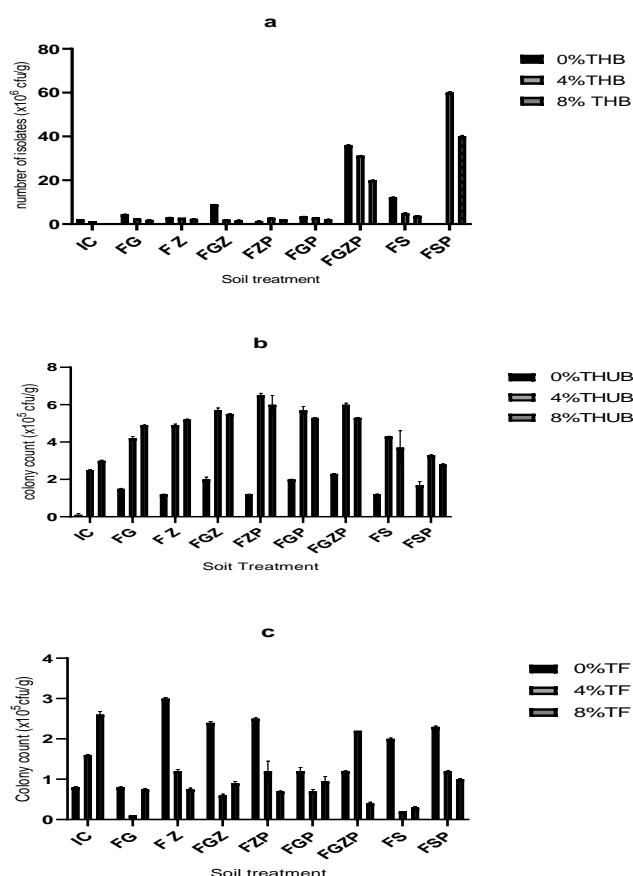 a
80
60
40
20
0
numbrer of isolates (x10⁶ cfu/g)
IC FG F Z FGZ FZP FGP FGZP FS FSP
Soil treatment
0%THB
4%THB
8% THB
b
8
6
4
2
0
colony count (x10⁵ cfu/g)
IC FG F Z FGZ FZP FGP FGZP FS FSP
Soit Treatment
0%THUB
4%THUB
8%THUB
c
4
3
2
1
0
Colony count (x10⁵cfu/g)
IC FG F Z FGZ FZP FGP FGZP FS FSP
Soil treatment
0%TF
4%TF
8%TF